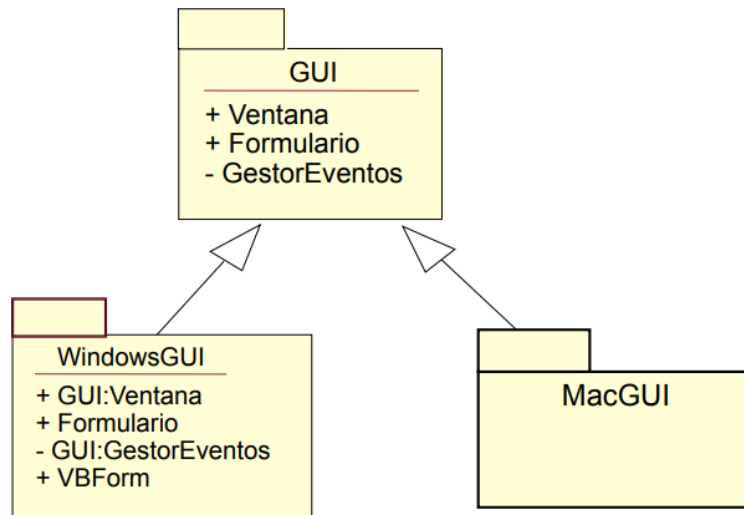 GUI
+ Ventana
+ Formulario
- GestorEventos
WindowsGUI
+ GUI:Ventana
+ Formulario
- GUI:GestorEventos
+ VBForm
MacGUI